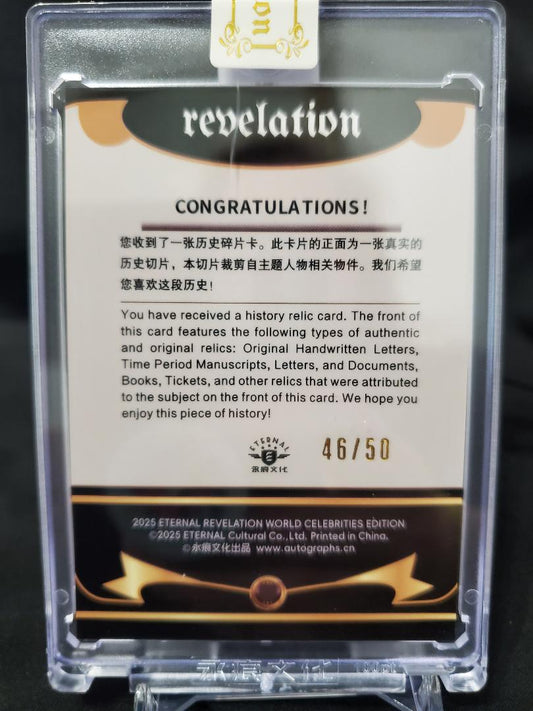 on
revelation
CONGRATULATIONS!
您收到了一张历史碎片卡。此卡片的正面为一张真实的
历史切片，本切片裁剪自主题人物相关物件。我们希望
您喜欢这段历史！
You have received a history relic card. The front of
this card features the following types of authentic
and original relics: Original Handwritten Letters,
Time Period Manuscripts, Letters, and Documents,
Books, Tickets, and other relics that were attributed
to the subject on the front of this card. We hope you
enjoy this piece of history!
ETERNAL
永痕文化
46/50
2025 ETERNAL REVELATION WORLD CELEBRITIES EDITION
©2025 ETERNAL Cultural Co., Ltd. Printed in China.
©永痕文化出品 www.autographs.cn
永痕文化